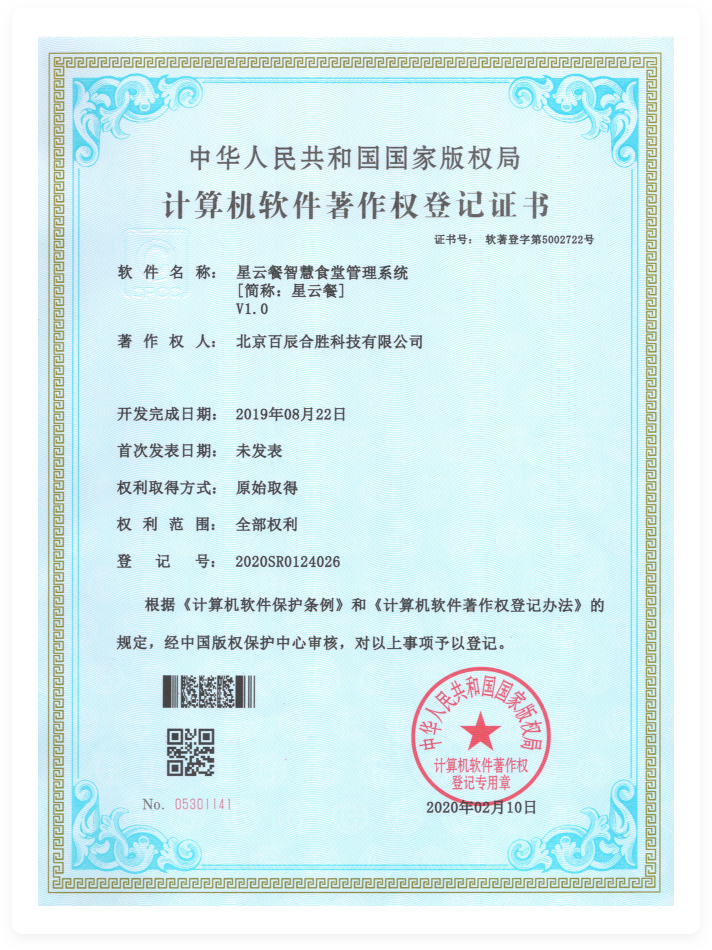 中华人民共和国国家版权局
计算机软件著作权登记证书
证书号： 软著登字第5002722号
软件名称： 星云餐智慧食堂管理系统
[简称：星云餐]
V1.0
著作权人： 北京百辰合胜科技有限公司
开发完成日期： 2019年08月22日
首次发表日期： 未发表
权利取得方式： 原始取得
权利范围： 全部权利
登记号： 2020SR0124026
根据《计算机软件保护条例》和《计算机软件著作权登记办法》的
规定，经中国版权保护中心审核，对以上事项予以登记。
中华人民共和国国家版权局
计算机软件著作权
登记专用章
No. 05301141
2020年02月10日
CPCC